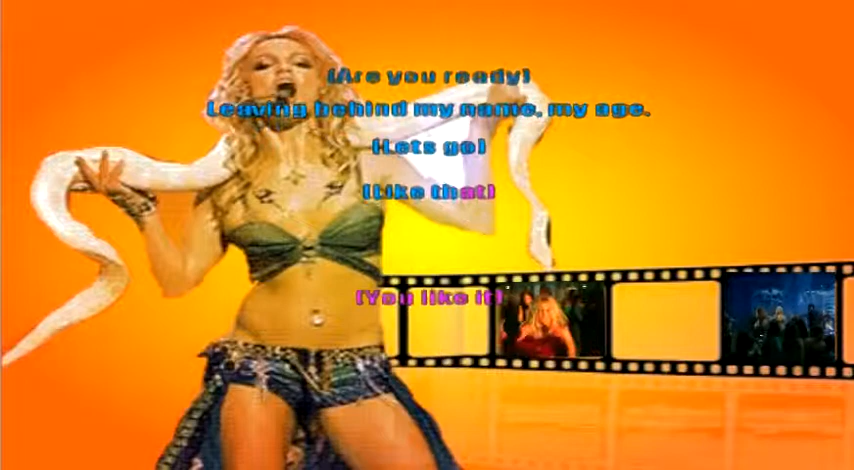 (Are you ready)
Leaving behind my name, my age.
(Lets go)
(Like that)
(You like it)